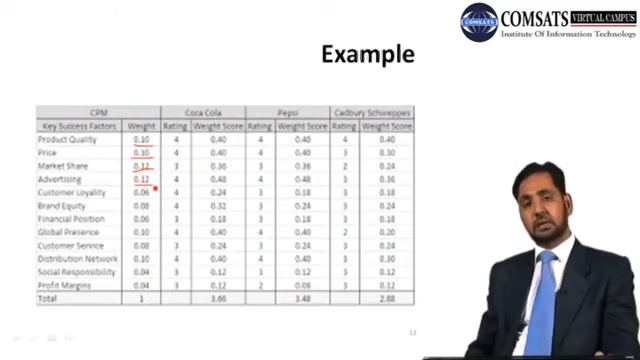 COMSATS VIRTUAL CAMPUS
Institute Of Information Technology
Example
CPM Coca Cola Pepsi Cadbury Schweppes
Key Success Factors Weight Rating Weight Score Rating Weight Score Rating Weight Score
Product Quality 0.10 4 0.40 4 0.40 4 0.40
Price 0.10 4 0.40 4 0.40 3 0.30
Market Share 0.12 3 0.36 3 0.36 2 0.24
Advertising 0.12 4 0.48 4 0.48 3 0.36
Customer Loyality 0.06 4 0.24 3 0.18 3 0.18
Brand Equity 0.08 4 0.32 3 0.24 3 0.24
Financial Position 0.06 3 0.18 3 0.18 3 0.18
Global Presence 0.10 4 0.40 4 0.40 2 0.20
Customer Service 0.08 3 0.24 3 0.24 3 0.24
Distribution Network 0.10 4 0.40 4 0.40 3 0.30
Social Responsibility 0.04 3 0.12 3 0.12 3 0.12
Profit Margins 0.04 3 0.12 2 0.08 3 0.12
Total 1 3.66 3.48 2.88
12